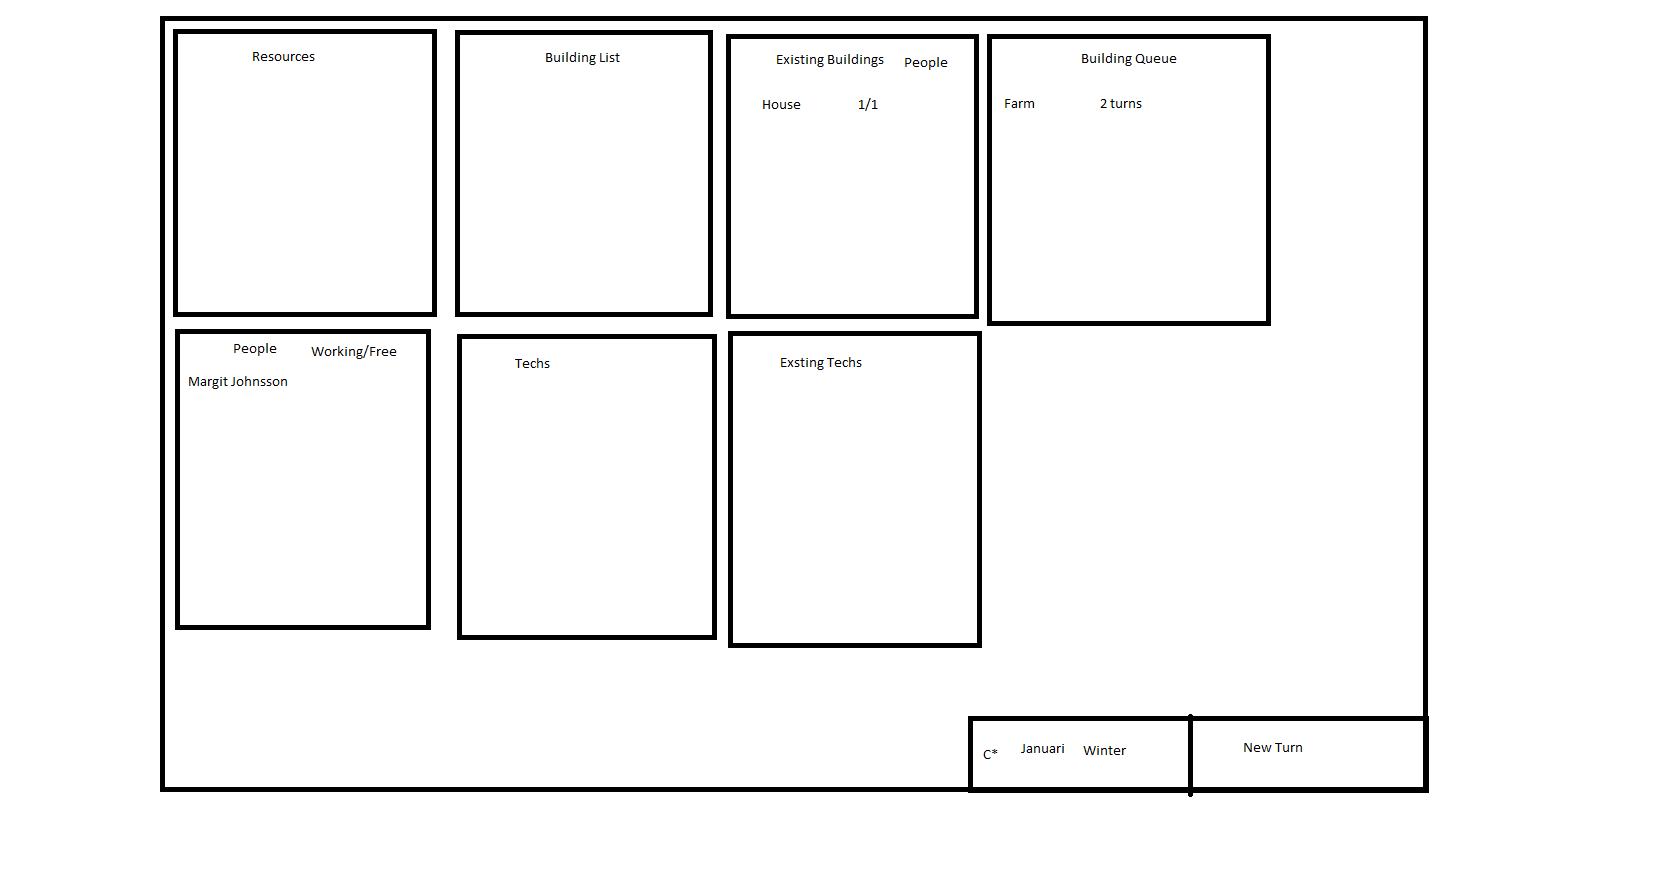 Resources
Building List
Existing Buildings People
House 1/1
Building Queue
Farm 2 turns
People Working/Free
Margit Johnsson
Techs
Exsting Techs
C* Januari Winter
New Turn